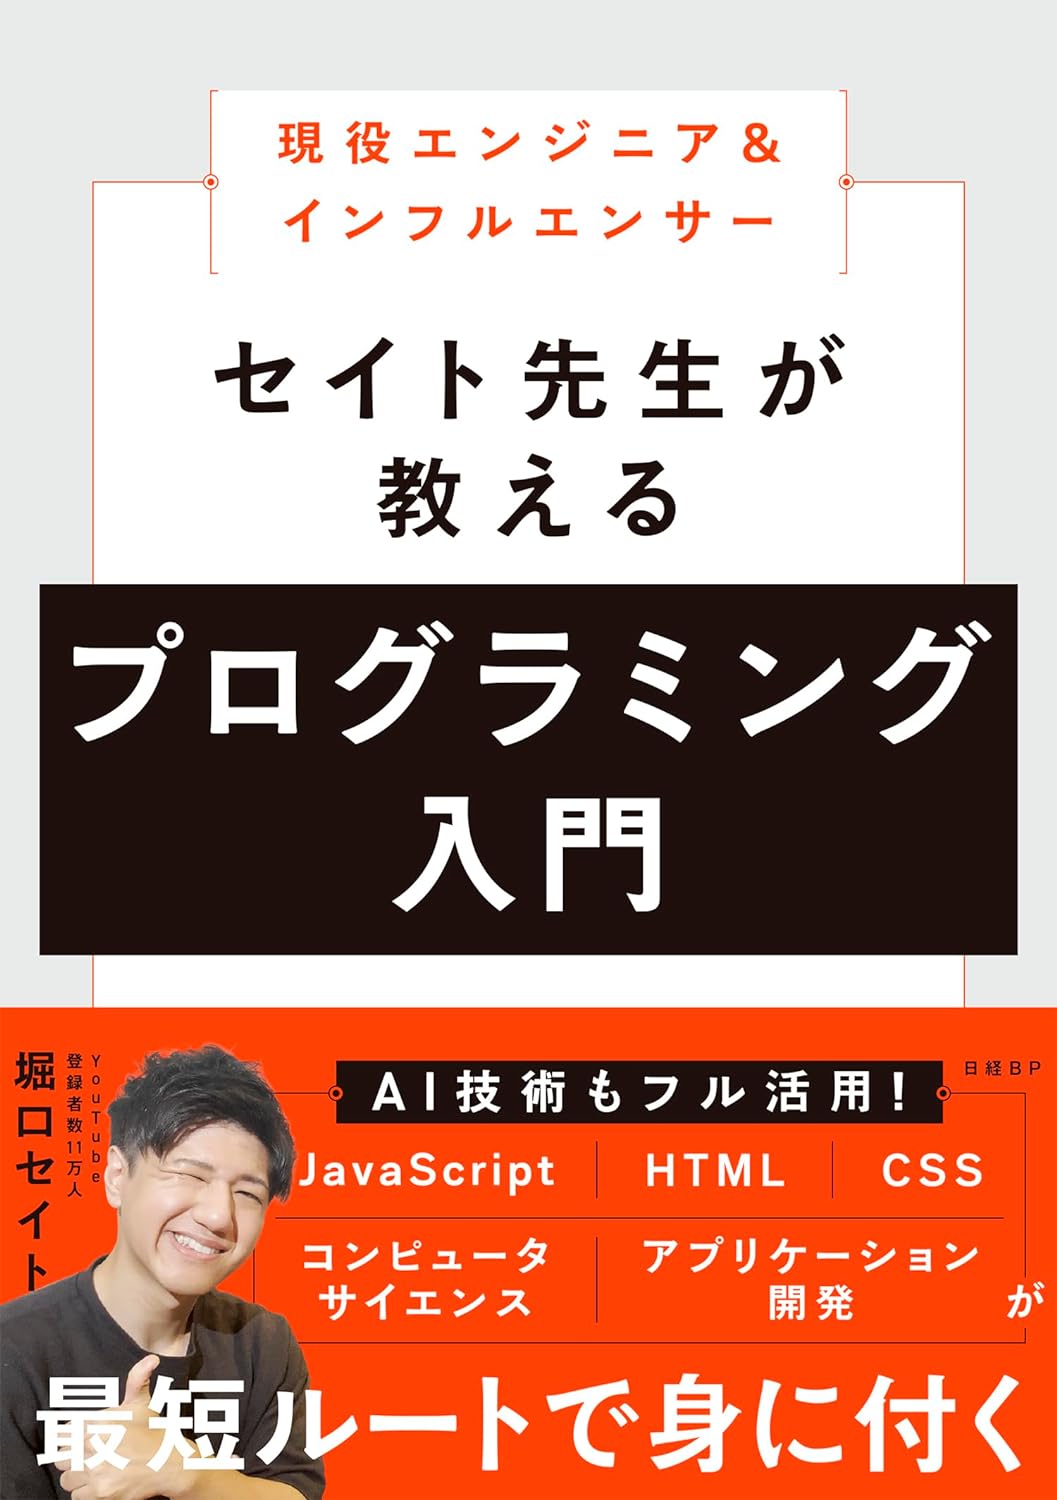 現役エンジニア&
インフルエンサー
セイト先生が
教える
プログラミング
入門
堀口セイト
YouTube
登録者数11万人
日経BP
AI技術もフル活用!
JavaScript
HTML
CSS
コンピュータ
サイエンス
アプリケーション
開発
が
最短ルートで身に付く